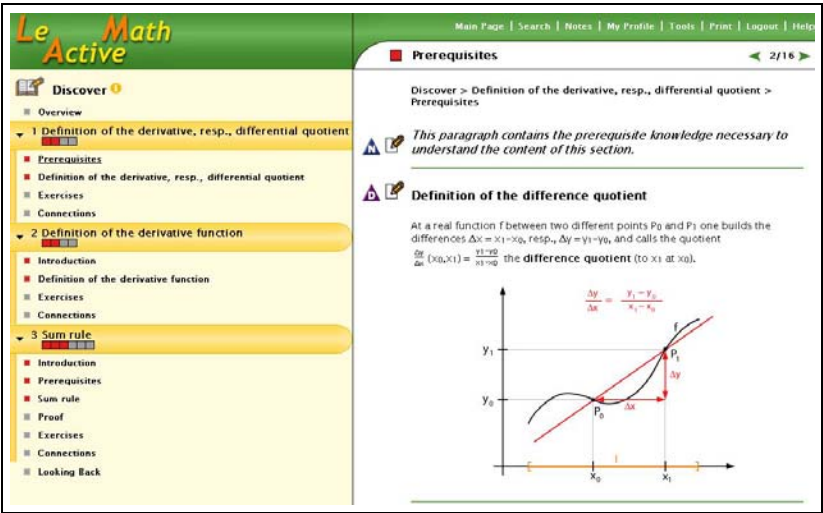 Le Math
Active
Main Page | Search | Notes | My Profile | Tools | Print | Logout | Help
Discover
Overview
1 Definition of the derivative, resp., differential quotient
Prerequisites
Definition of the derivative, resp., differential quotient
Exercises
Connections
2 Definition of the derivative function
Introduction
Definition of the derivative function
Exercises
Connections
3 Sum rule
Introduction
Prerequisites
Sum rule
Proof
Exercises
Connections
Looking Back
Prerequisites
2/16
Discover > Definition of the derivative, resp., differential quotient >
Prerequisites
N
This paragraph contains the prerequisite knowledge necessary to
understand the content of this section.
D
Definition of the difference quotient
At a real function f between two different points P0 and P1 one builds the
differences Δx = x1-x0, resp., Δy = y1-y0, and calls the quotient
Δy/Δx (x0,x1) = y1-y0/x1-x0 the difference quotient (to x1 at x0).
Δy/Δx = y1 - y0/x1 - x0
f
y1
P1
Δy
y0
P0
Δx
I
x0
x1